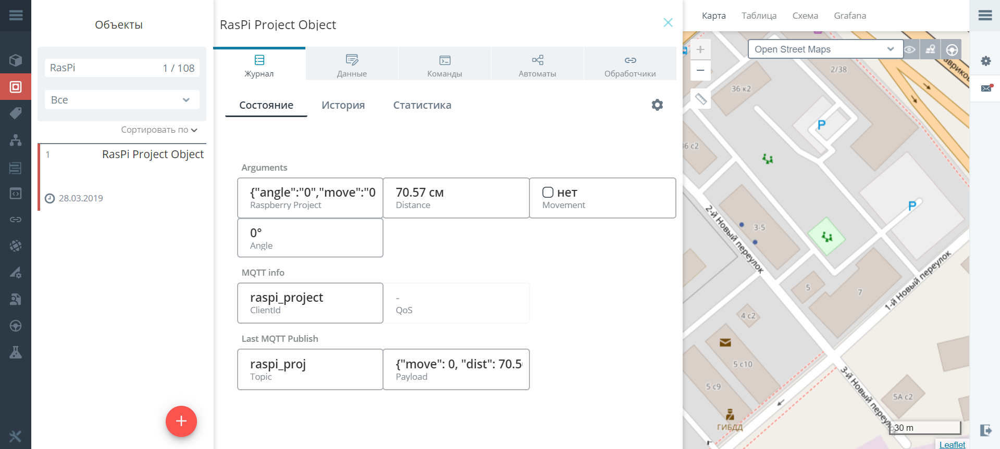 Объекты
RasPi
1 / 108
Все
Сортировать по
1
RasPi Project Object
28.03.2019
RasPi Project Object
Журнал
Данные
Команды
Автоматы
Обработчики
Состояние
История
Статистика
Arguments
{"angle":"0","move":"0
Raspberry Project
70.57 см
Distance
нет
Movement
0°
Angle
MQTT info
raspi_project
ClientId
-
QoS
Last MQTT Publish
raspi_proj
Topic
{"move": 0, "dist": 70.5
Payload
Карта
Таблица
Схема
Grafana
+
−
Open Street Maps
2/38
36 к2
P
36 с2
P
3-5
2-й Новый переулок
1-й Новый переулок
5
7
4 с2
5 с10
5 с9
3-й Новый переулок
5А с2
ГИБДД
30 m
Leaflet